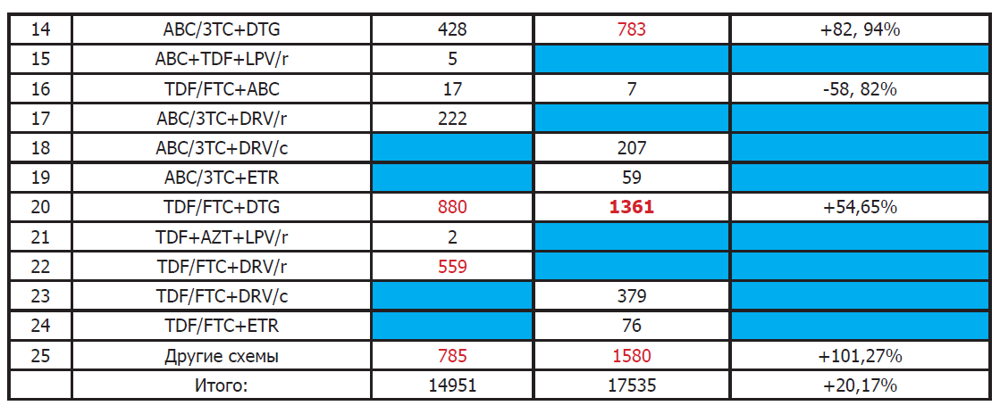 14 ABC/3TC+DTG 428 783 +82, 94%
15 ABC+TDF+LPV/r 5
16 TDF/FTC+ABC 17 7 -58, 82%
17 ABC/3TC+DRV/r 222
18 ABC/3TC+DRV/c 207
19 ABC/3TC+ETR 59
20 TDF/FTC+DTG 880 1361 +54,65%
21 TDF+AZT+LPV/r 2
22 TDF/FTC+DRV/r 559
23 TDF/FTC+DRV/c 379
24 TDF/FTC+ETR 76
25 Другие схемы 785 1580 +101,27%
Итого: 14951 17535 +20,17%